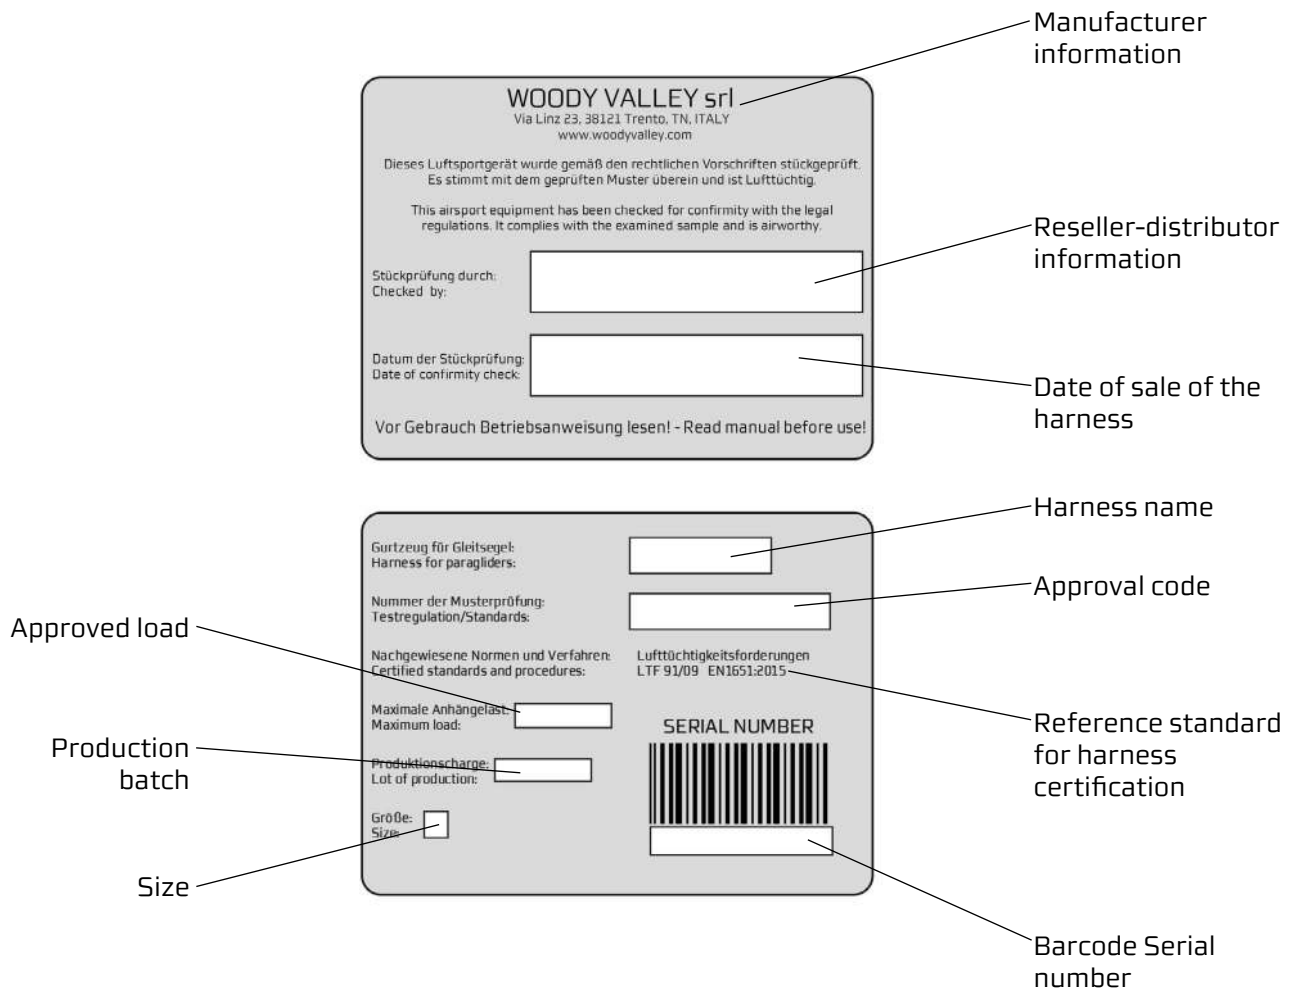 Manufacturer
information
WOODY VALLEY srl
Via Linz 23, 38121 Trento, TN, ITALY
www.woodyvalley.com
Dieses Luftsportgerät wurde gemäß den rechtlichen Vorschriften stückgeprüft.
Es stimmt mit dem geprüften Muster überein und ist Lufttüchtig.
This airsport equipment has been checked for confirmity with the legal
regulations. It complies with the examined sample and is airworthy.
Reseller-distributor
information
Stückprüfung durch:
Checked by:
Datum der Stückprüfung:
Date of confirmity check:
Date of sale of the
harness
Vor Gebrauch Betriebsanweisung lesen! - Read manual before use!
Harness name
Gurtzeug für Gleitsegel:
Harness for paragliders:
Approval code
Nummer der Musterprüfung:
Testregulation/Standards:
Approved load
Nachgewiesene Normen und Verfahren: Lufttüchtigkeitsforderungen
Certified standards and procedures: LTF 91/09 EN1651:2015
Maximale Anhängelast:
Maximum load:
SERIAL NUMBER
Reference standard
for harness
certification
Production
batch
Produktionscharge:
Lot of production:
Größe:
Size:
Size
Barcode Serial
number